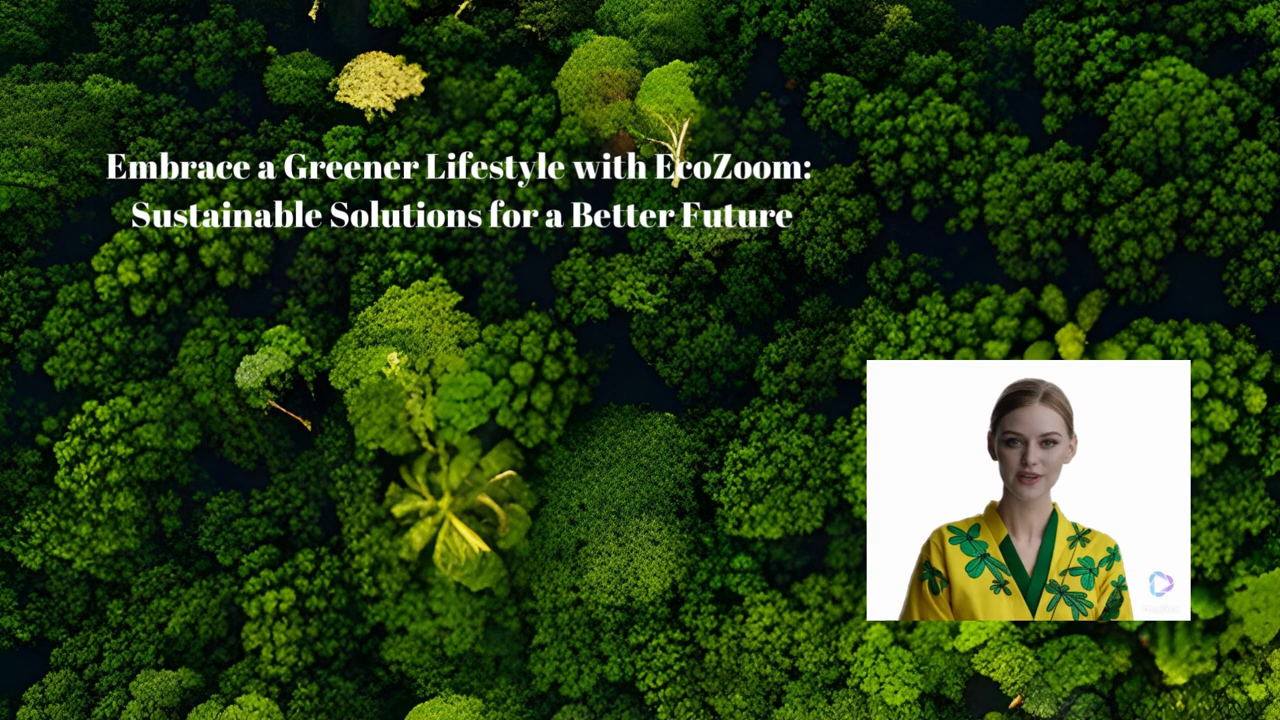 Embrace a Greener Lifestyle with EcoZoom:
Sustainable Solutions for a Better Future